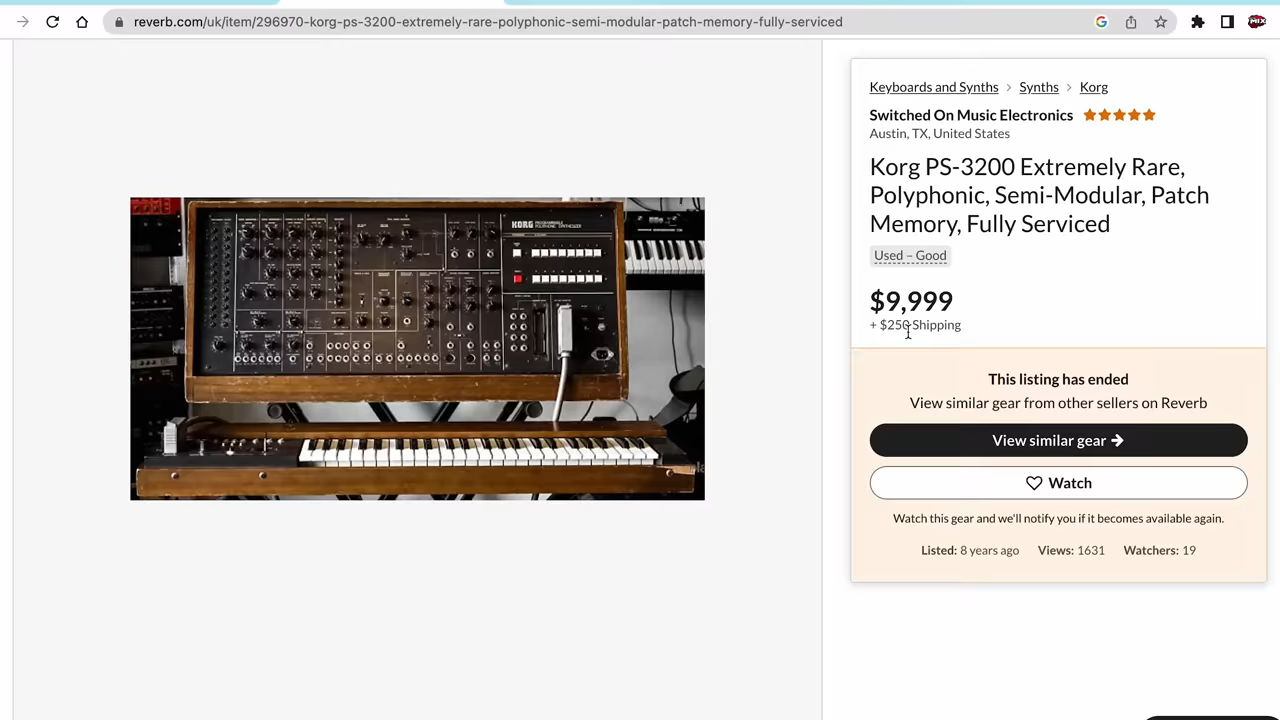 reverb.com/uk/item/296970-korg-ps-3200-extremely-rare-polyphonic-semi-modular-patch-memory-fully-serviced
MIX
Keyboards and Synths > Synths > Korg
Switched On Music Electronics
Austin, TX, United States
Korg PS-3200 Extremely Rare,
Polyphonic, Semi-Modular, Patch
Memory, Fully Serviced
Used – Good
$9,999
+ $250 Shipping
This listing has ended
View similar gear from other sellers on Reverb
View similar gear
Watch
Watch this gear and we'll notify you if it becomes available again.
Listed: 8 years ago Views: 1631 Watchers: 19
KORG PROGRAMMABLE
POLYPHONIC SYNTHESIZER